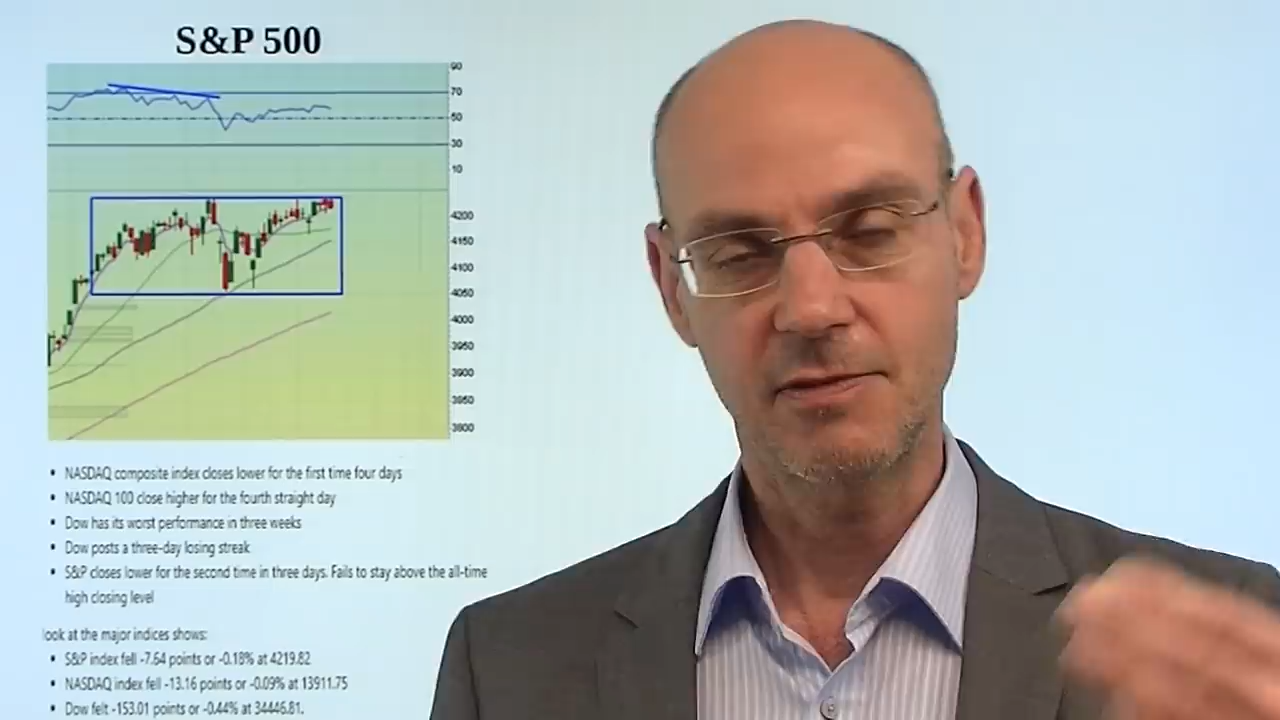 S&P 500
90
70
50
30
10
4200
4150
4100
4050
4000
3950
3900
3850
3800
• NASDAQ composite index closes lower for the first time four days
• NASDAQ 100 close higher for the fourth straight day
• Dow has its worst performance in three weeks
• Dow posts a three-day losing streak
• S&P closes lower for the second time in three days. Fails to stay above the all-time
high closing level
look at the major indices shows:
• S&P index fell -7.64 points or -0.18% at 4219.82
• NASDAQ index fell -13.16 points or -0.09% at 13911.75
• Dow felt -153.01 points or -0.44% at 34446.81.